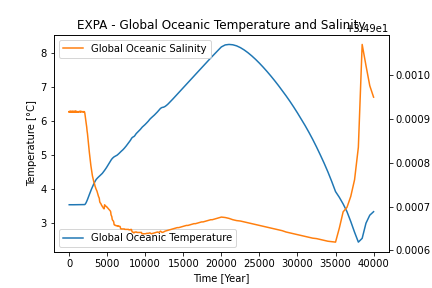 EXPA - Global Oceanic Temperature and Salinity
Global Oceanic Salinity
8
7
6
5
4
3
Temperature [°C]
0.0010
0.0009
0.0008
0.0007
0.0006
Global Oceanic Temperature
0 5000 10000 15000 20000 25000 30000 35000 40000
Time [Year]